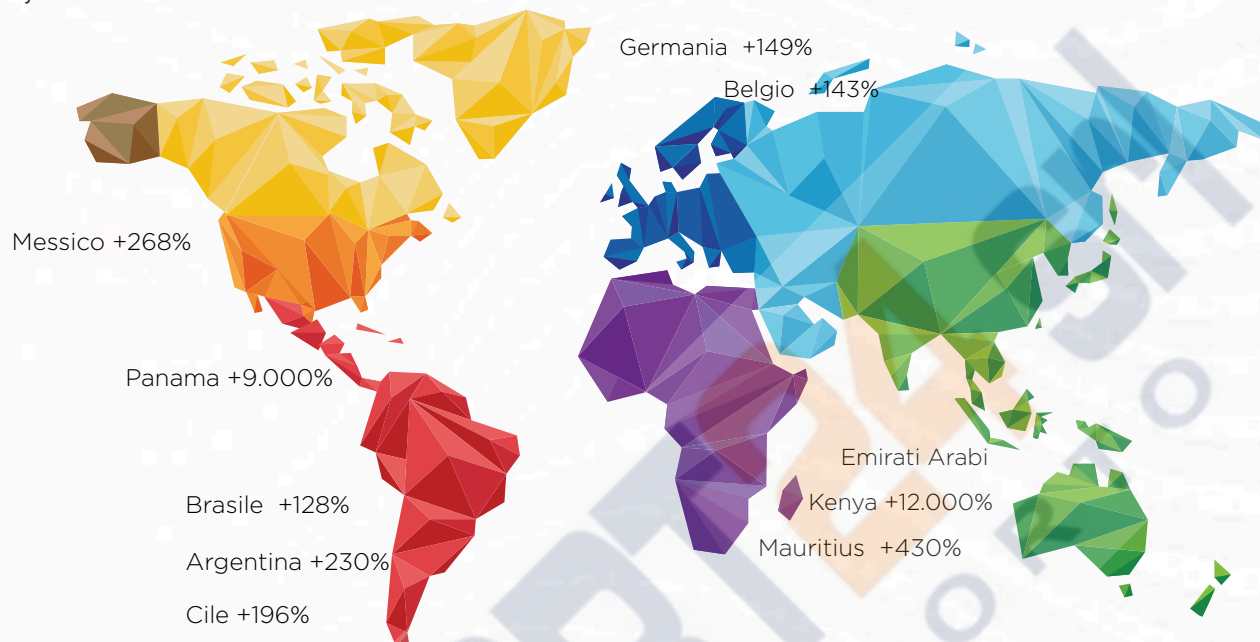 Germania +149%
Belgio +143%
Messico +268%
Panama +9.000%
Emirati Arabi
Brasile +128%
Kenya +12.000%
Mauritius +430%
Argentina +230%
Cile +196%